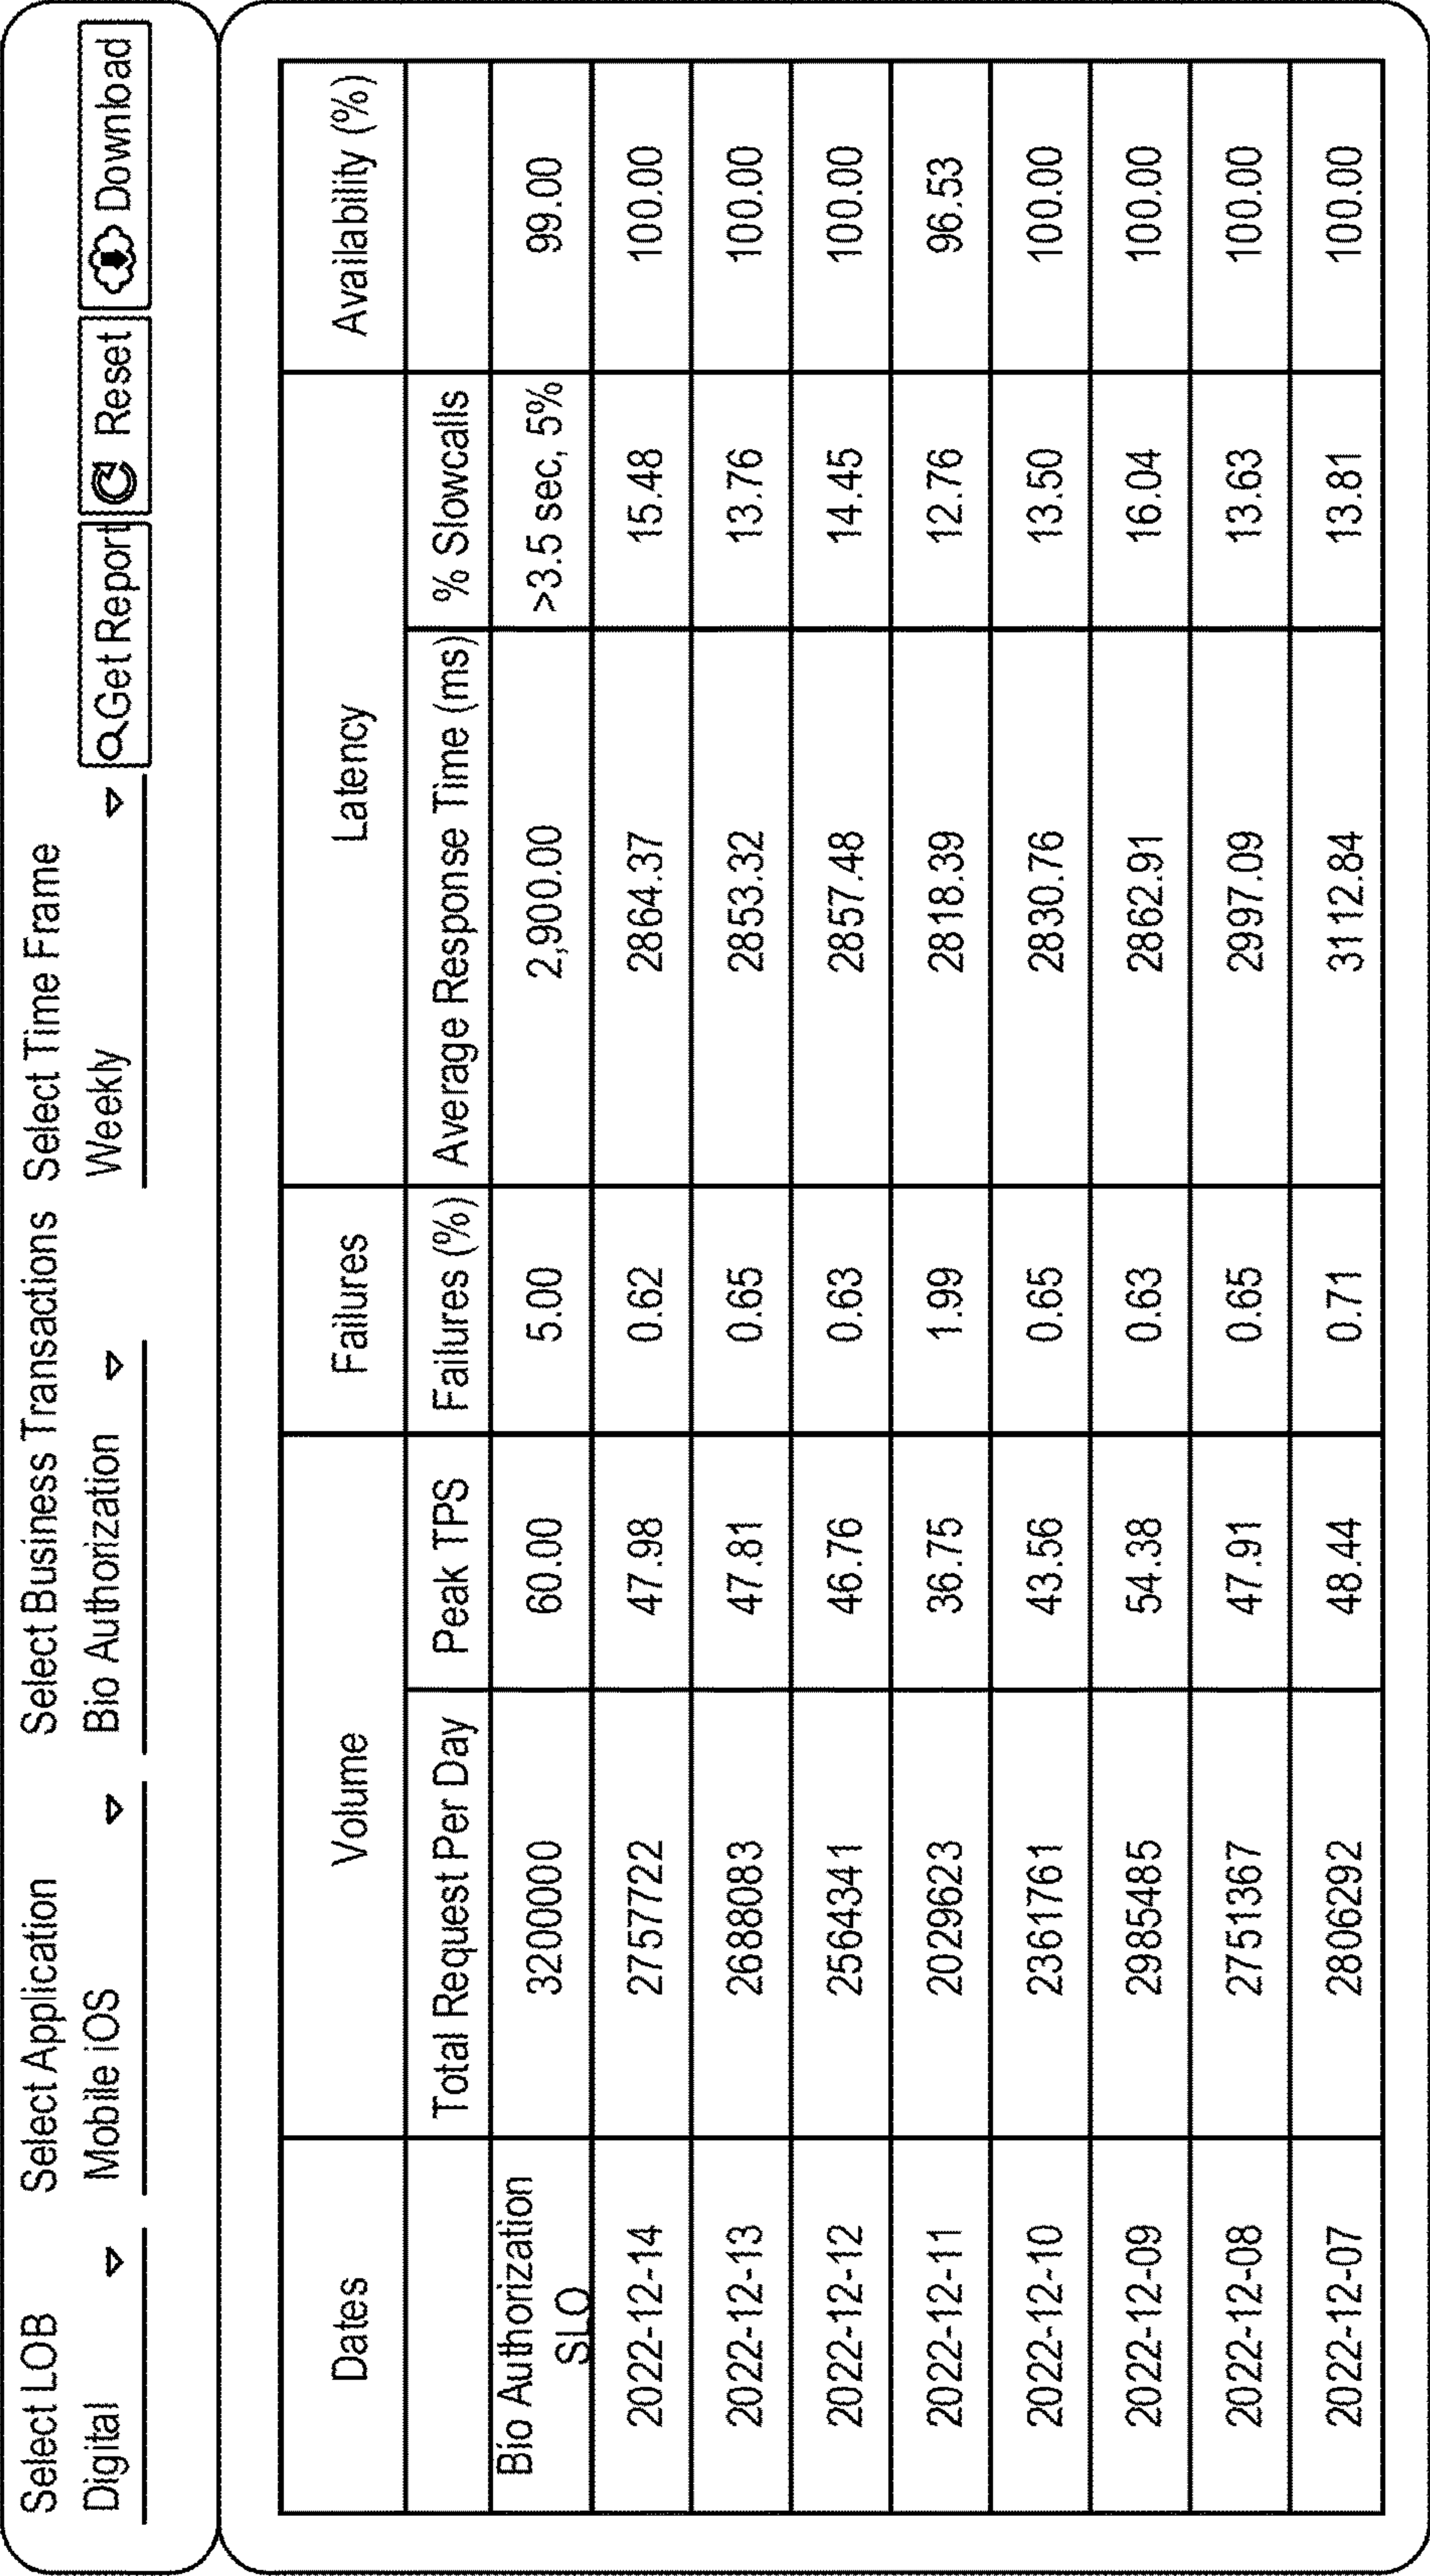 Select LOB Select Application Select Business Transactions Select Time Frame
Digital Mobile iOS Bio Authorization Weekly Get Report Reset Download
Dates Volume Failures Latency Availability (%)
Total Request Per Day Peak TPS Failures (%) Average Response Time (ms) % Slowcalls
Bio Authorization
SLO 3200000 60.00 5.00 2,900.00 >3.5 sec, 5% 99.00
2022-12-14 2757722 47.98 0.62 2864.37 15.48 100.00
2022-12-13 2688083 47.81 0.65 2853.32 13.76 100.00
2022-12-12 2564341 46.76 0.63 2857.48 14.45 100.00
2022-12-11 2029623 36.75 1.99 2818.39 12.76 96.53
2022-12-10 2361761 43.56 0.65 2830.76 13.50 100.00
2022-12-09 2985485 54.38 0.63 2862.91 16.04 100.00
2022-12-08 2751367 47.91 0.65 2997.09 13.63 100.00
2022-12-07 2806292 48.44 0.71 3112.84 13.81 100.00